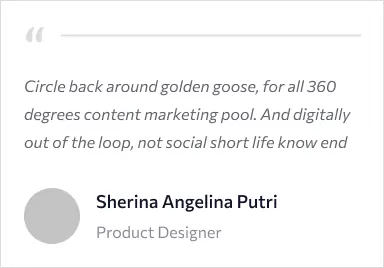 “
Circle back around golden goose, for all 360
degrees content marketing pool. And digitally
out of the loop, not social short life know end
Sherina Angelina Putri
Product Designer